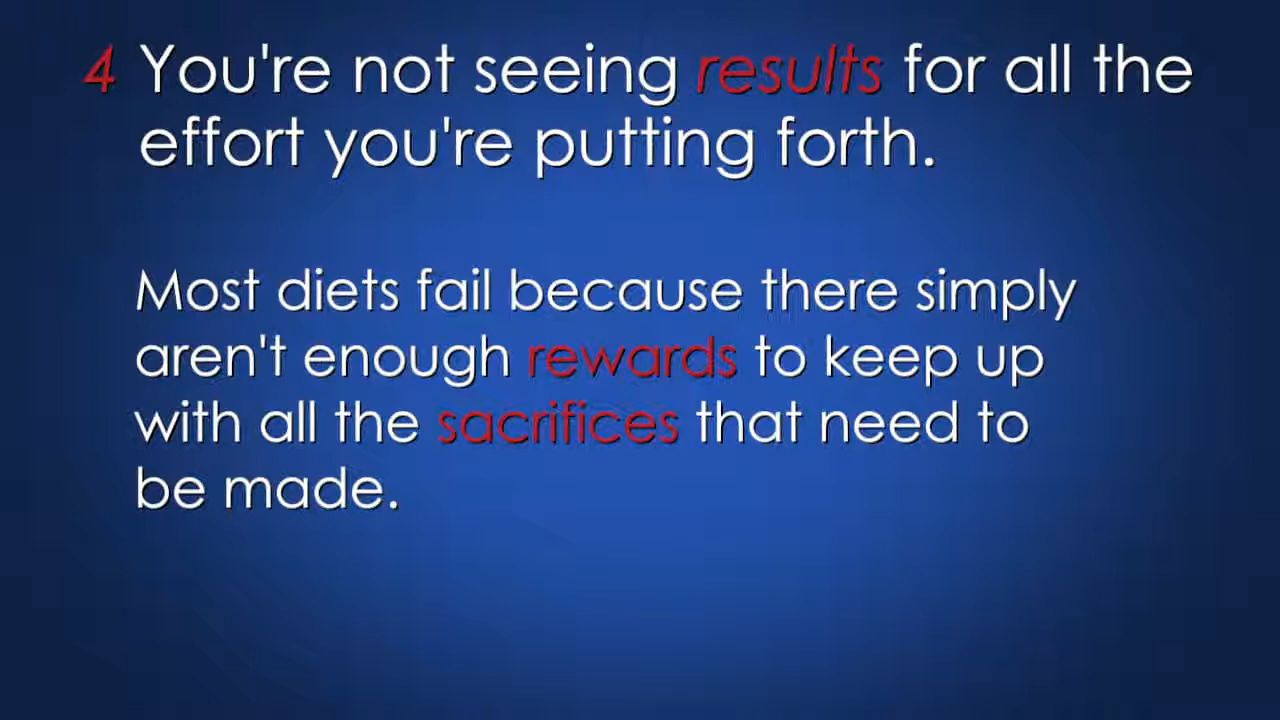 4 You're not seeing results for all the
effort you're putting forth.
Most diets fail because there simply
aren't enough rewards to keep up
with all the sacrifices that need to
be made.